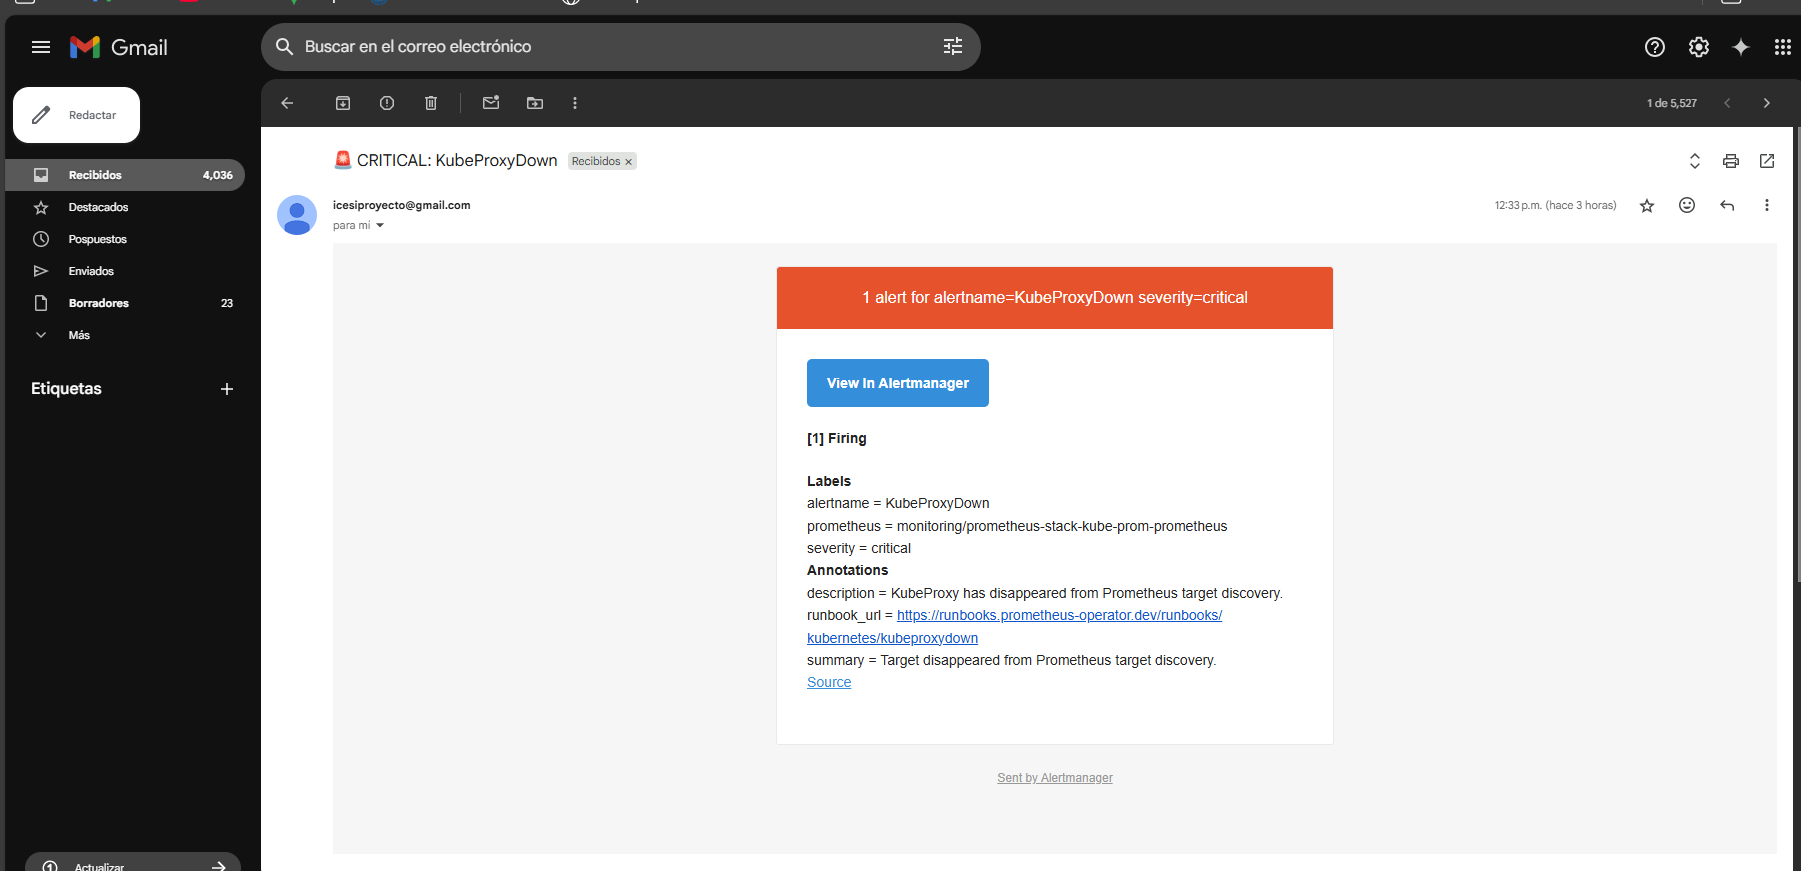 Gmail
Buscar en el correo electrónico
Redactar
1 de 5,527
Recibidos 4,036
Destacados
Pospuestos
Enviados
Borradores 23
Más
Etiquetas
Actualizar
🚨 CRITICAL: KubeProxyDown Recibidos ×
icesiproyecto@gmail.com
12:33 p.m. (hace 3 horas)
para mí
1 alert for alertname=KubeProxyDown severity=critical
View In Alertmanager
[1] Firing
Labels
alertname = KubeProxyDown
prometheus = monitoring/prometheus-stack-kube-prom-prometheus
severity = critical
Annotations
description = KubeProxy has disappeared from Prometheus target discovery.
runbook_url = https://runbooks.prometheus-operator.dev/runbooks/
kubernetes/kubeproxydown
summary = Target disappeared from Prometheus target discovery.
Source
Sent by Alertmanager